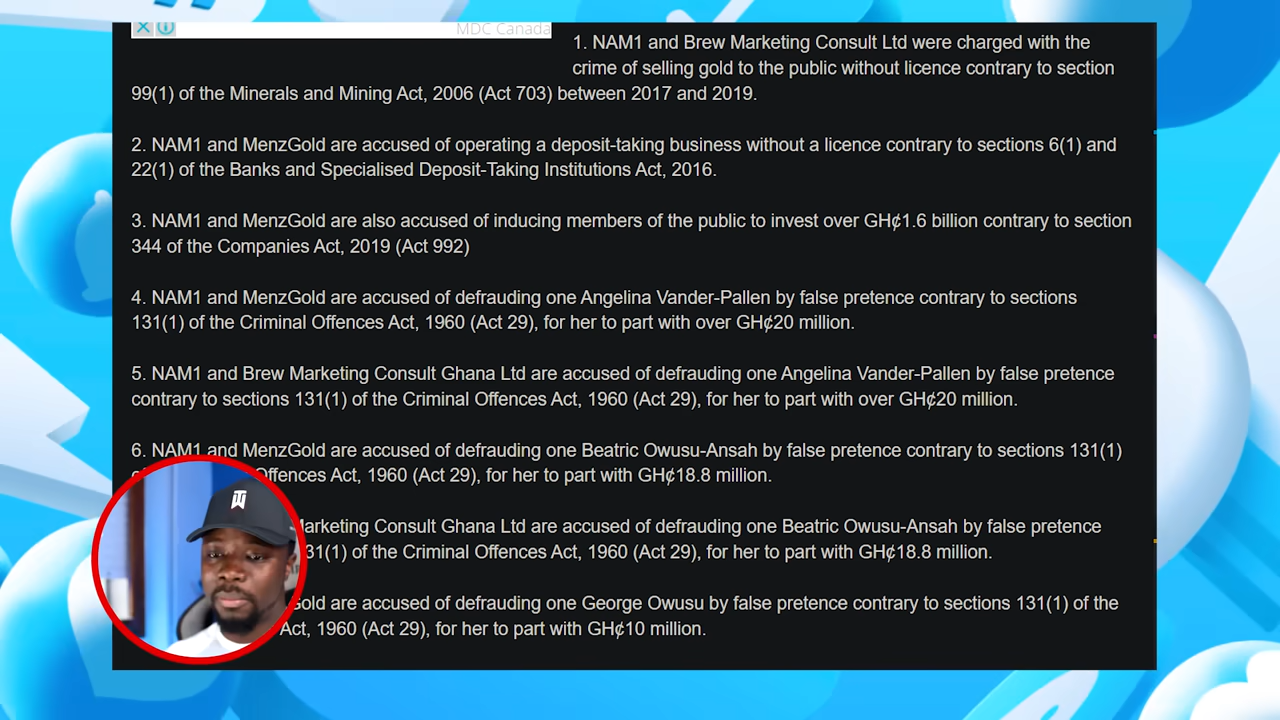 MDC Canada
1. NAM1 and Brew Marketing Consult Ltd were charged with the
crime of selling gold to the public without licence contrary to section
99(1) of the Minerals and Mining Act, 2006 (Act 703) between 2017 and 2019.
2. NAM1 and MenzGold are accused of operating a deposit-taking business without a licence contrary to sections 6(1) and
22(1) of the Banks and Specialised Deposit-Taking Institutions Act, 2016.
3. NAM1 and MenzGold are also accused of inducing members of the public to invest over GH¢1.6 billion contrary to section
344 of the Companies Act, 2019 (Act 992)
4. NAM1 and MenzGold are accused of defrauding one Angelina Vander-Pallen by false pretence contrary to sections
131(1) of the Criminal Offences Act, 1960 (Act 29), for her to part with over GH¢20 million.
5. NAM1 and Brew Marketing Consult Ghana Ltd are accused of defrauding one Angelina Vander-Pallen by false pretence
contrary to sections 131(1) of the Criminal Offences Act, 1960 (Act 29), for her to part with over GH¢20 million.
6. NAM1 and MenzGold are accused of defrauding one Beatric Owusu-Ansah by false pretence contrary to sections 131(1)
ffences Act, 1960 (Act 29), for her to part with GH¢18.8 million.
Marketing Consult Ghana Ltd are accused of defrauding one Beatric Owusu-Ansah by false pretence
31(1) of the Criminal Offences Act, 1960 (Act 29), for her to part with GH¢18.8 million.
Gold are accused of defrauding one George Owusu by false pretence contrary to sections 131(1) of the
Act, 1960 (Act 29), for her to part with GH¢10 million.